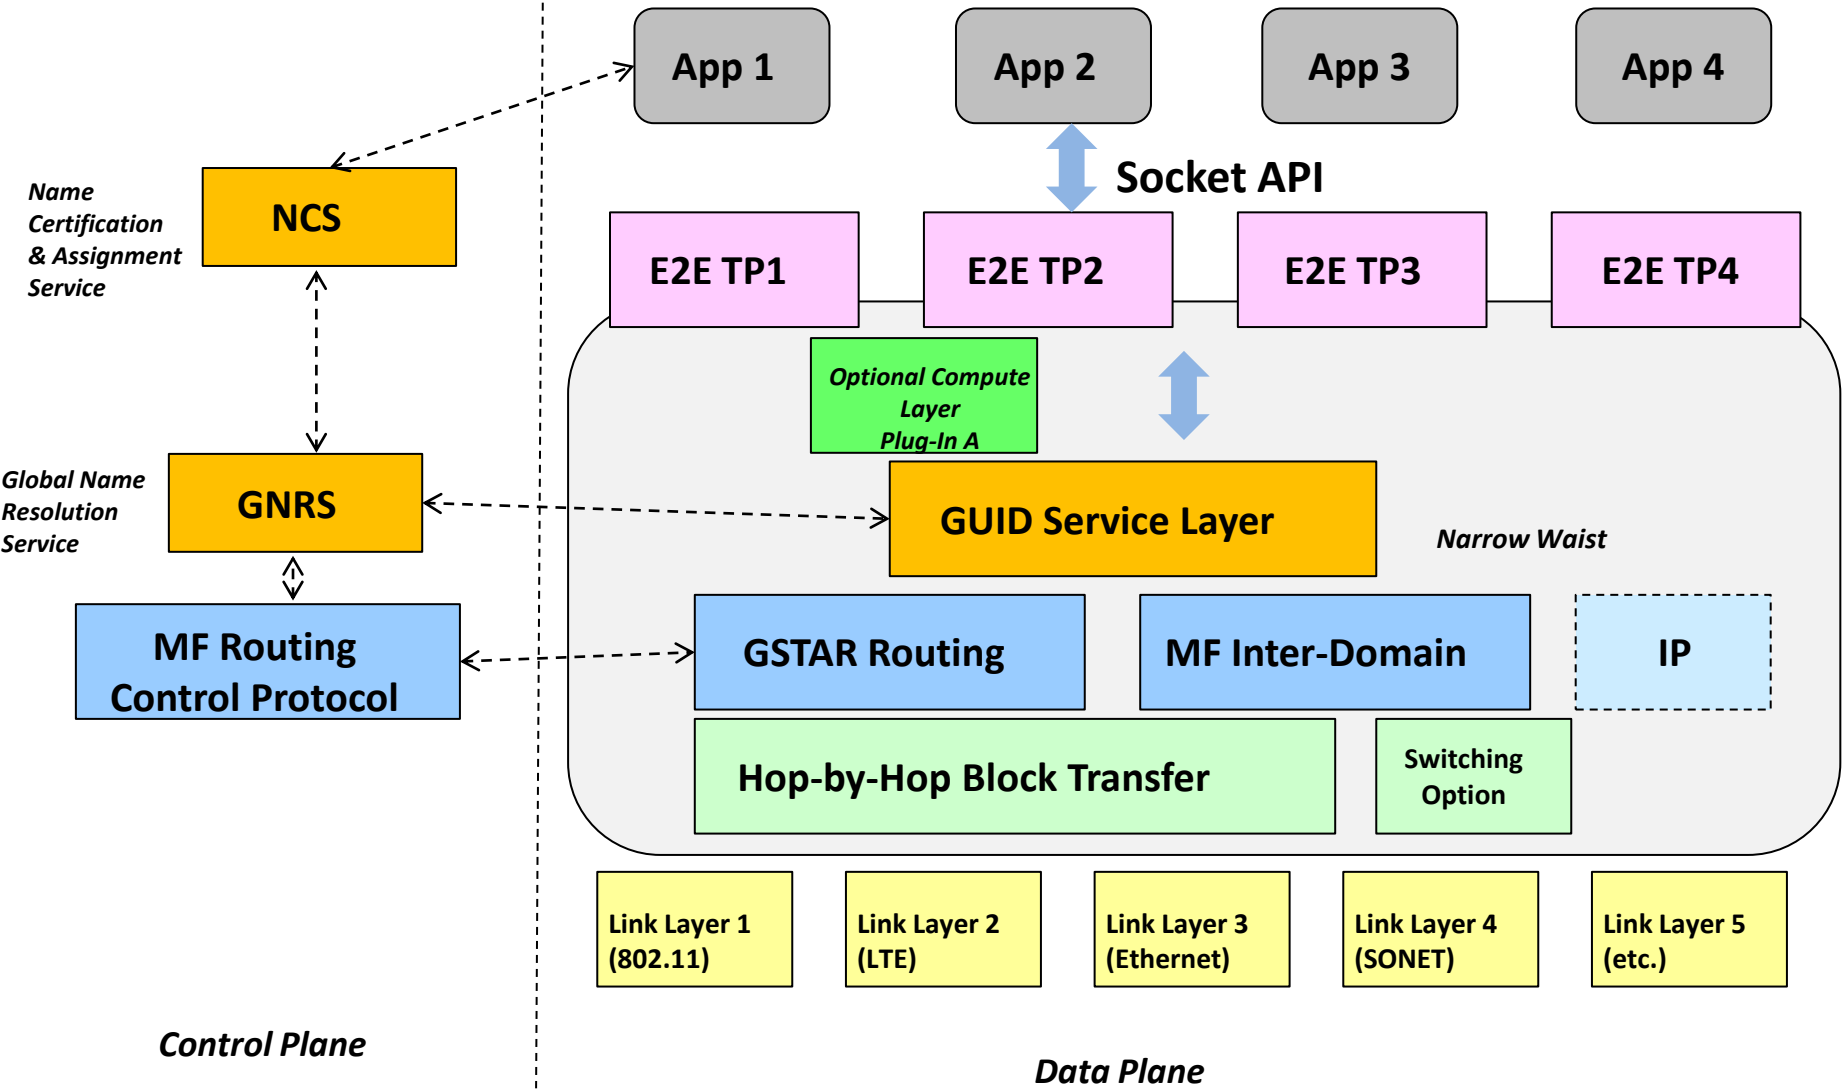 App 1
App 2
App 3
App 4
Socket API
Name
Certification
& Assignment
Service
NCS
E2E TP1
E2E TP2
E2E TP3
E2E TP4
Optional Compute
Layer
Plug-In A
Global Name
Resolution
Service
GNRS
GUID Service Layer
Narrow Waist
MF Routing
Control Protocol
GSTAR Routing
MF Inter-Domain
IP
Hop-by-Hop Block Transfer
Switching
Option
Link Layer 1
(802.11)
Link Layer 2
(LTE)
Link Layer 3
(Ethernet)
Link Layer 4
(SONET)
Link Layer 5
(etc.)
Control Plane
Data Plane